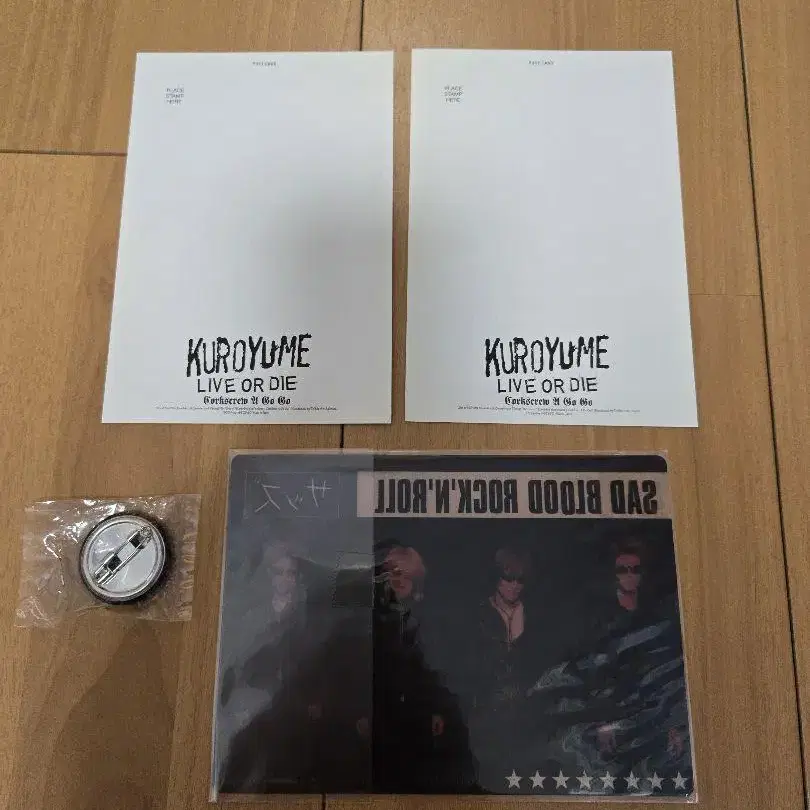 POST CARD
PLACE
STAMP
HERE
KUROYUME
LIVE OR DIE
Corkscrew A Go Go
POST CARD
PLACE
STAMP
HERE
KUROYUME
LIVE OR DIE
Corkscrew A Go Go
SAD BLOOD ROCK'N'ROLL
サッズ